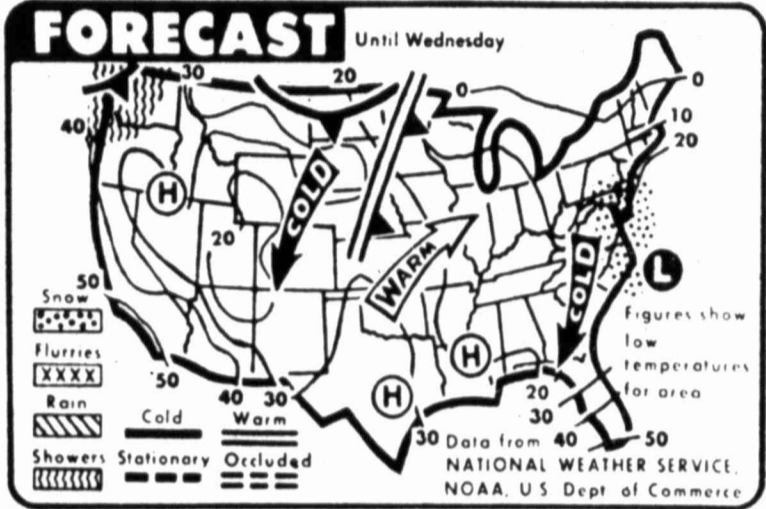 FORECAST
Until Wednesday
30
20
0
0
10
20
40
H
COLD
20
WARM
COLD
L
50
Snow
Flurries
XXXX
Rain
Showers
Cold
Warm
Stationary
Occluded
50
40
30
H
H
30
20
30
40
50
Figures show
low
temperatures
for area
Data from
NATIONAL WEATHER SERVICE,
NOAA, U S Dept of Commerce